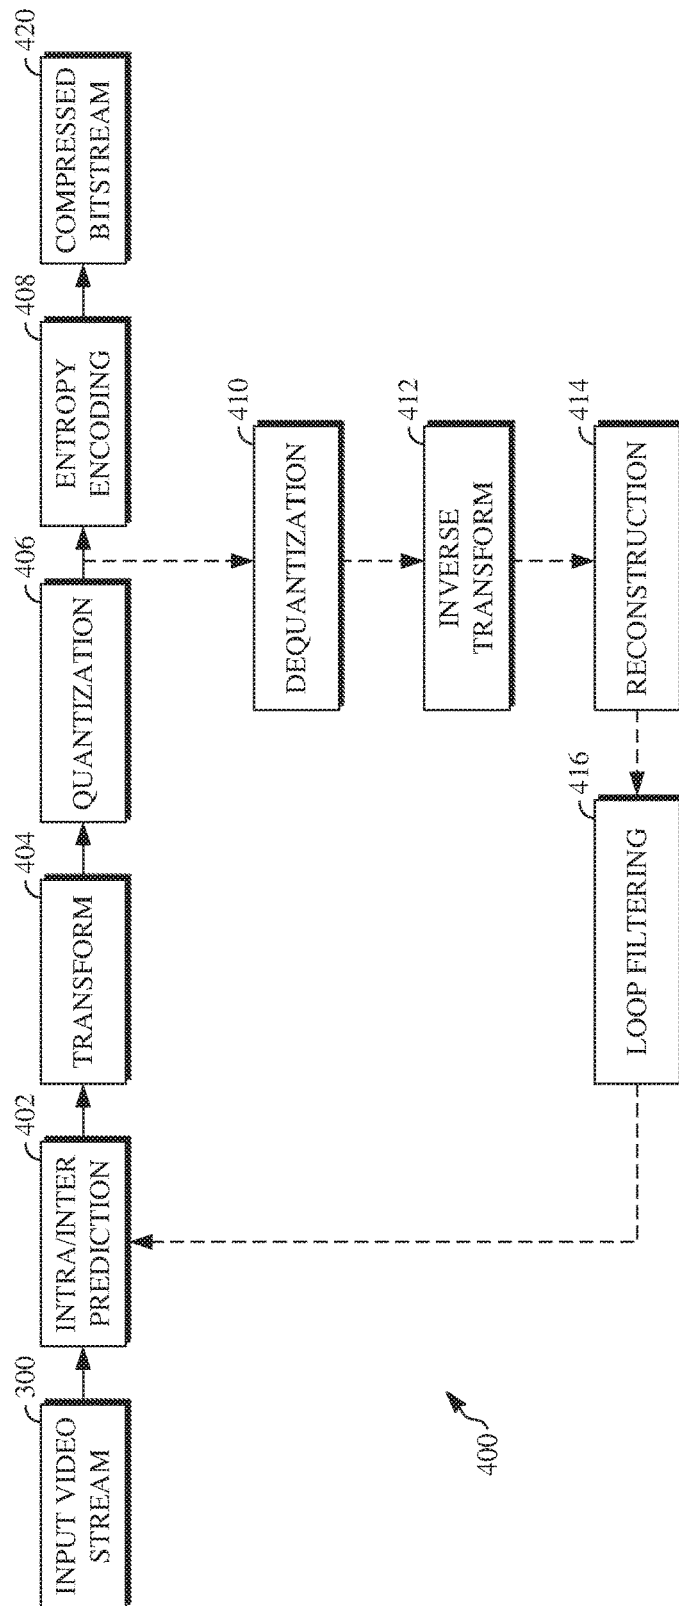 300
INPUT VIDEO
STREAM
402
INTRA/INTER
PREDICTION
404
TRANSFORM
406
QUANTIZATION
408
ENTROPY
ENCODING
420
COMPRESSED
BITSTREAM
410
DEQUANTIZATION
412
INVERSE
TRANSFORM
414
RECONSTRUCTION
416
LOOP FILTERING
400